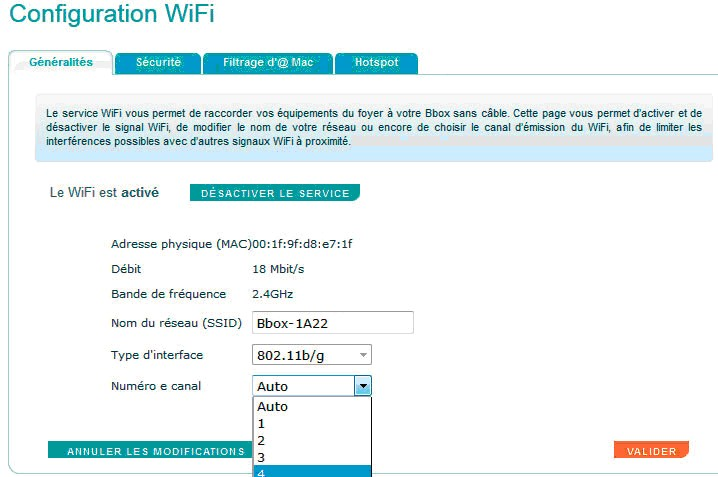 Configuration WiFi
Généralités
Sécurité
Filtrage d'@ Mac
Hotspot
Le service WiFi vous permet de raccorder vos équipements du foyer à votre Bbox sans câble. Cette page vous permet d'activer et de
désactiver le signal WiFi, de modifier le nom de votre réseau ou encore de choisir le canal d'émission du WiFi, afin de limiter les
interférences possibles avec d'autres signaux WiFi à proximité.
Le WiFi est activé
DÉSACTIVER LE SERVICE
Adresse physique (MAC)00:1f:9f:d8:e7:1f
Débit 18 Mbit/s
Bande de fréquence 2.4GHz
Nom du réseau (SSID) Bbox-1A22
Type d'interface 802.11b/g
Numéro e canal Auto
Auto
1
2
3
4
ANNULER LES MODIFICATIONS
VALIDER